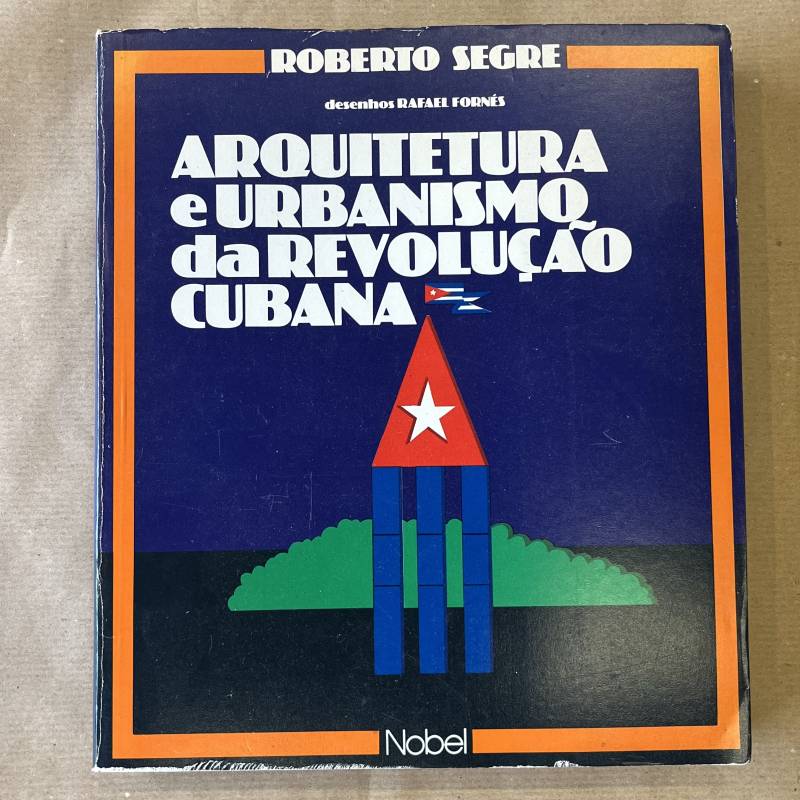 ROBERTO SEGRE
desenhos RAFAEL FORNÉS
ARQUITETURA
e URBANISMO
da REVOLUÇÃO
CUBANA
Nobel